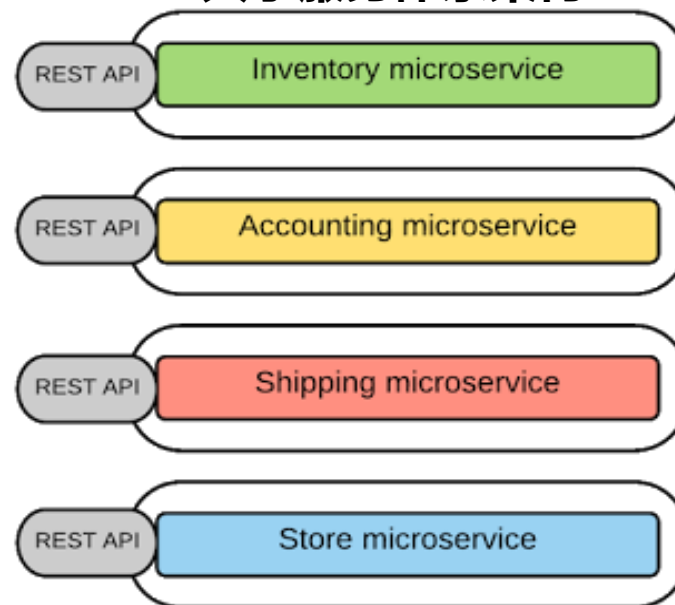 REST API Inventory microservice
REST API Accounting microservice
REST API Shipping microservice
REST API Store microservice